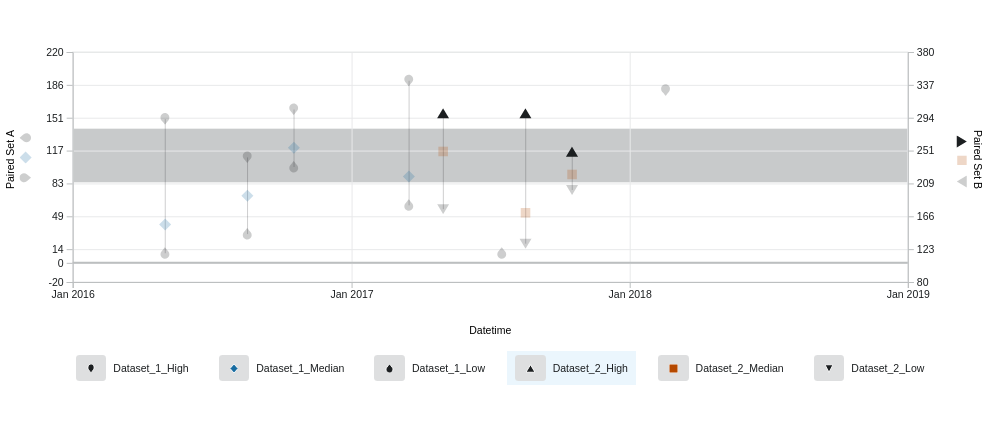 220
186
151
117
83
49
14
0
-20
380
337
294
251
209
166
123
80
Paired Set A
Paired Set B
Jan 2016
Jan 2017
Jan 2018
Jan 2019
Datetime
Dataset_1_High
Dataset_1_Median
Dataset_1_Low
Dataset_2_High
Dataset_2_Median
Dataset_2_Low